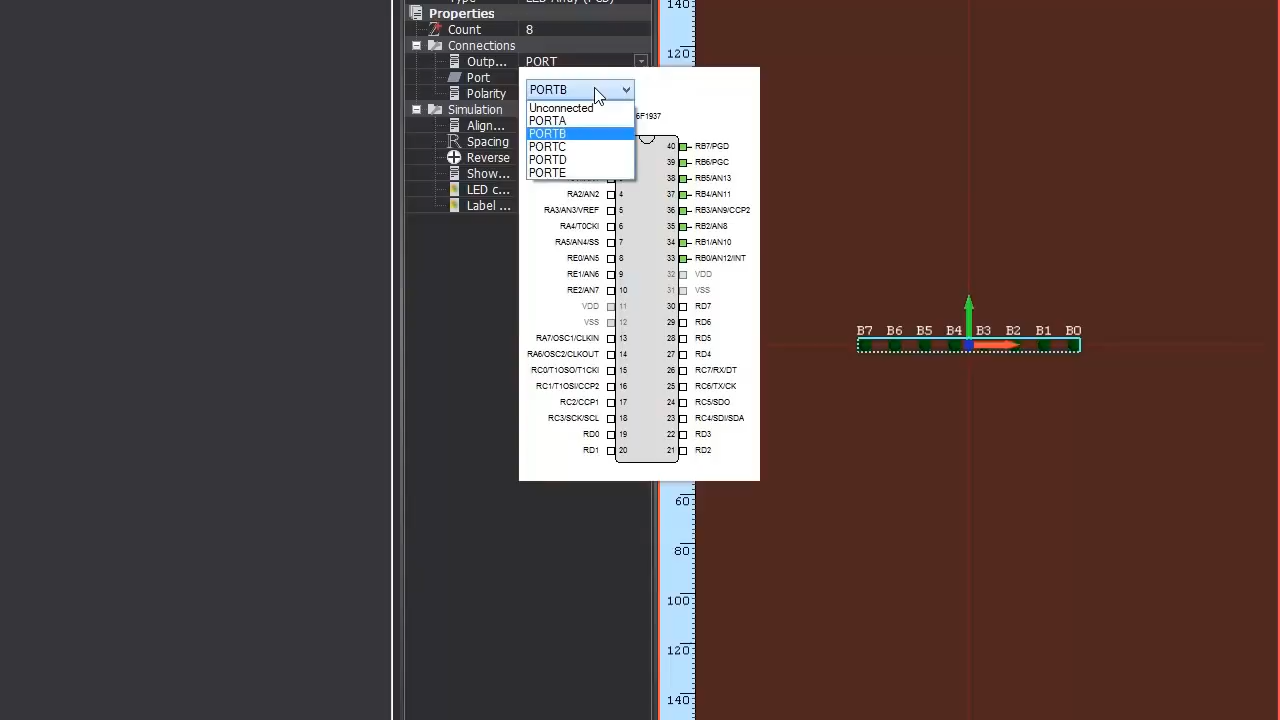 Properties
Count 8
Connections
Outp... PORT
Port
Polarity
Simulation
Align...
Spacing
Reverse
Show...
LED c...
Label ...
PORTB
Unconnected
PORTA
PORTB
PORTC
PORTD
PORTE
6F1937
40 RB7/PGD
39 RB6/PGC
38 RB5/AN13
RA2/AN2 4 37 RB4/AN11
RA3/AN3/VREF 5 36 RB3/AN9/CCP2
RA4/T0CKI 6 35 RB2/AN8
RA5/AN4/SS 7 34 RB1/AN10
RE0/AN5 8 33 RB0/AN12/INT
RE1/AN6 9 32 VDD
RE2/AN7 10 31 VSS
VDD 11 30 RD7
VSS 12 29 RD6
RA7/OSC1/CLKIN 13 28 RD5
RA6/OSC2/CLKOUT 14 27 RD4
RC0/T1OSO/T1CKI 15 26 RC7/RX/DT
RC1/T1OSI/CCP2 16 25 RC6/TX/CK
RC2/CCP1 17 24 RC5/SDO
RC3/SCK/SCL 18 23 RC4/SDI/SDA
RD0 19 22 RD3
RD1 20 21 RD2
140
120
60
80
100
120
140
B7 B6 B5 B4 B3 B2 B1 B0